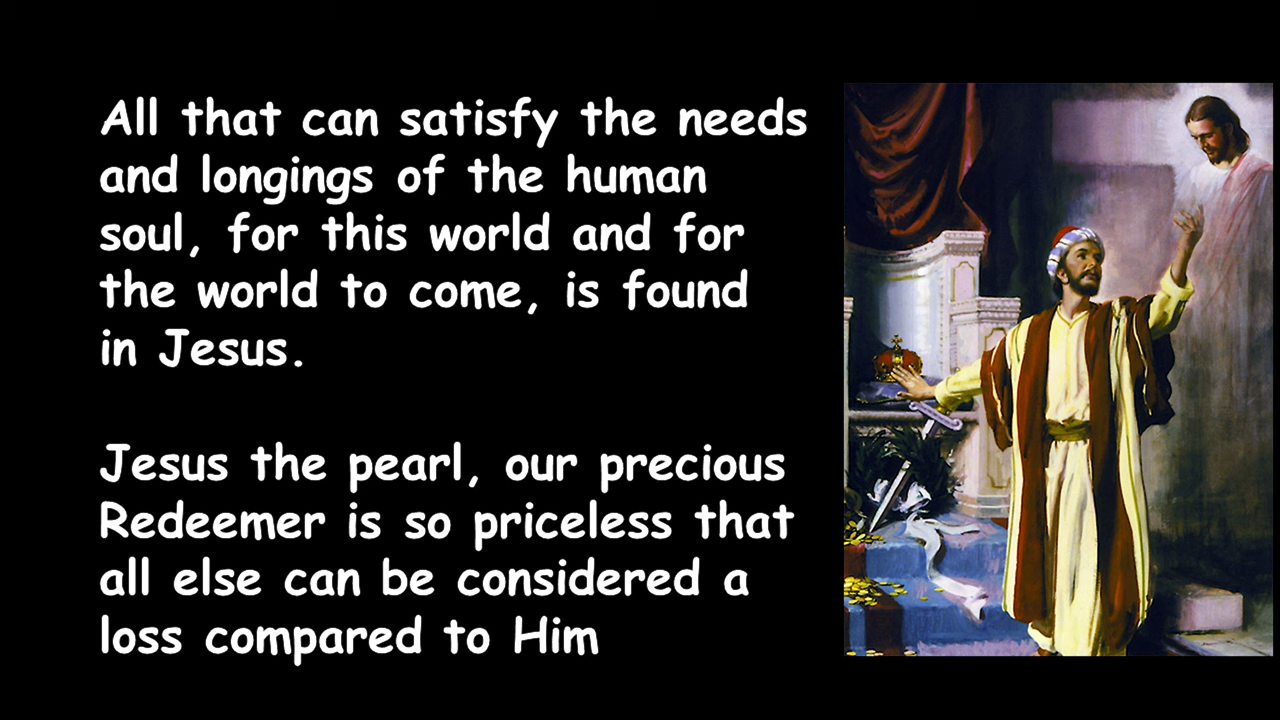 All that can satisfy the needs
and longings of the human
soul, for this world and for
the world to come, is found
in Jesus.
Jesus the pearl, our precious
Redeemer is so priceless that
all else can be considered a
loss compared to Him